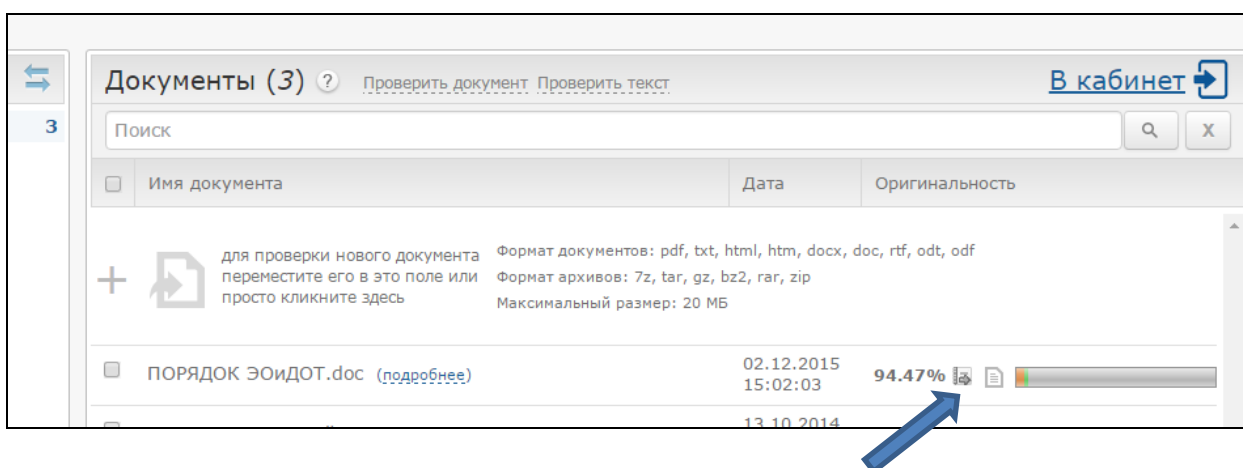 Документы (3) ? Проверить документ Проверить текст В кабинет
3
Поиск X
Имя документа Дата Оригинальность
для проверки нового документа
переместите его в это поле или
просто кликните здесь
Формат документов: pdf, txt, html, htm, docx, doc, rtf, odt, odf
Формат архивов: 7z, tar, gz, bz2, rar, zip
Максимальный размер: 20 МБ
ПОРЯДОК ЭОиДОТ.doc (подробнее) 02.12.2015
15:02:03 94.47%
13.10.2014